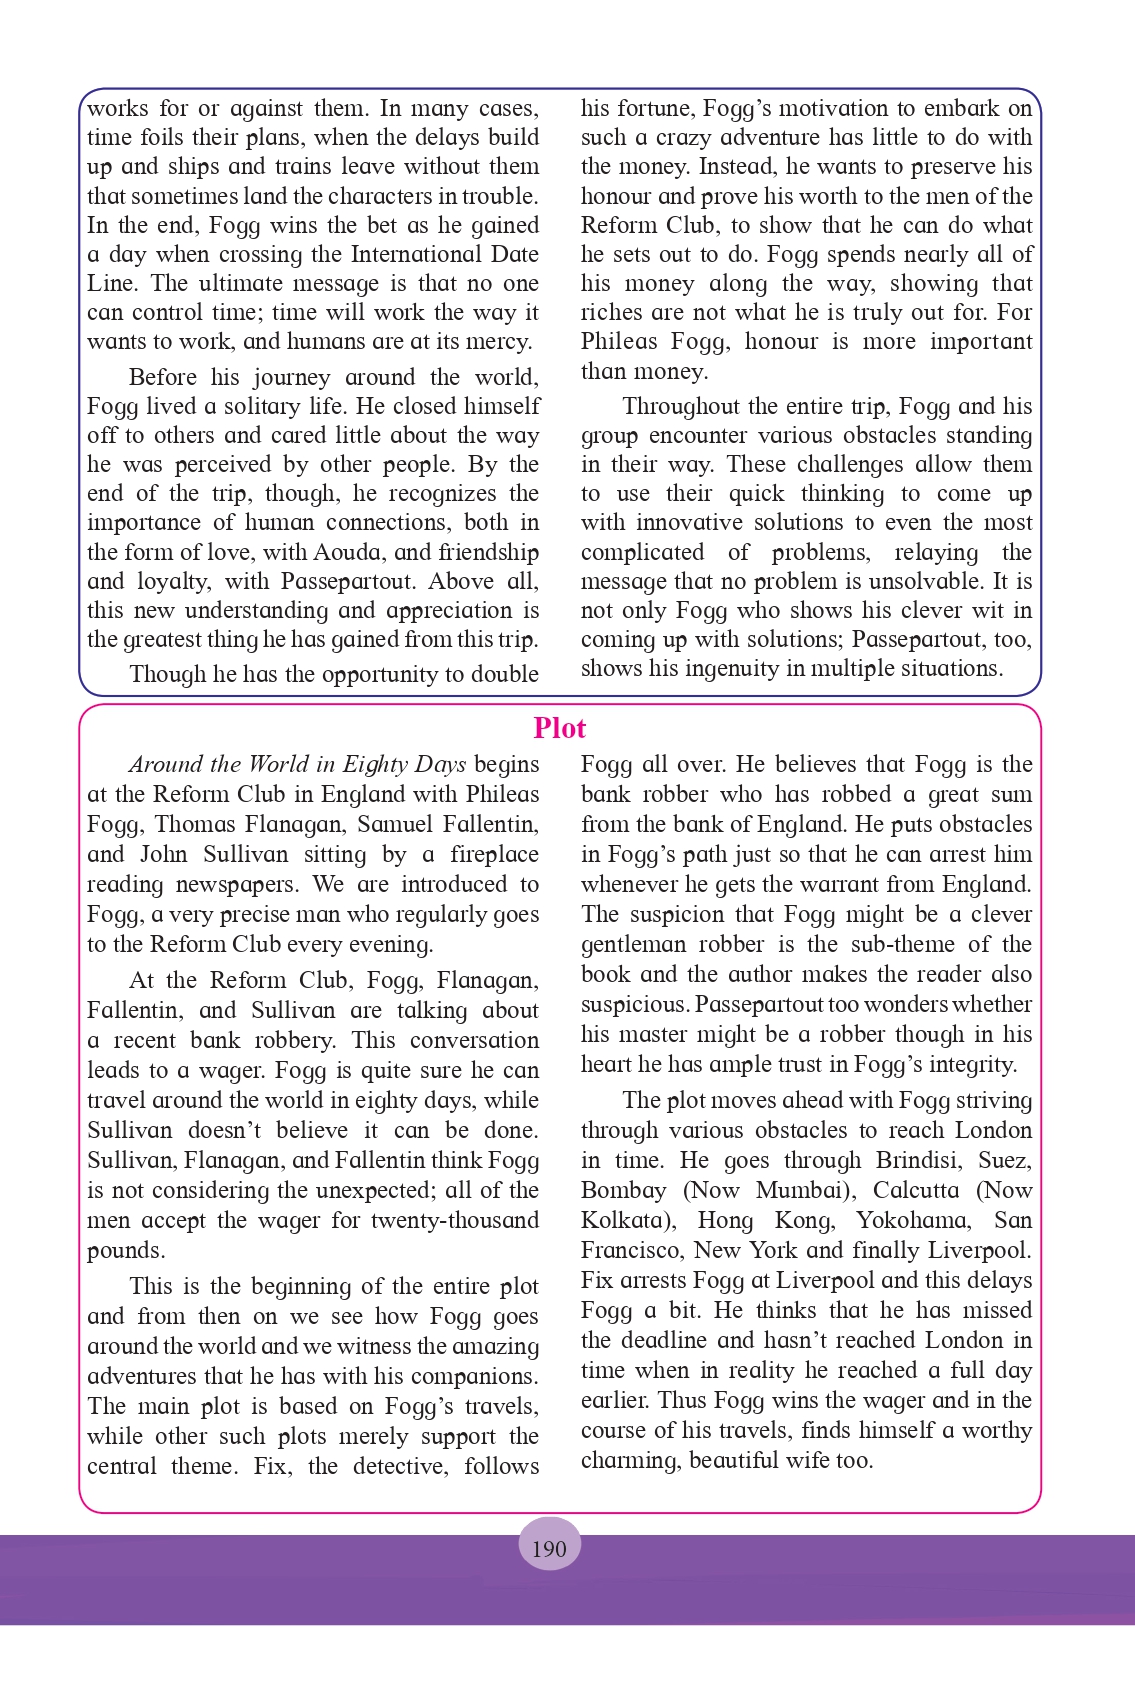 works for or against them. In many cases,
time foils their plans, when the delays build
up and ships and trains leave without them
that sometimes land the characters in trouble.
In the end, Fogg wins the bet as he gained
a day when crossing the International Date
Line. The ultimate message is that no one
can control time; time will work the way it
wants to work, and humans are at its mercy.
Before his journey around the world,
Fogg lived a solitary life. He closed himself
off to others and cared little about the way
he was perceived by other people. By the
end of the trip, though, he recognizes the
importance of human connections, both in
the form of love, with Aouda, and friendship
and loyalty, with Passepartout. Above all,
this new understanding and appreciation is
the greatest thing he has gained from this trip.
Though he has the opportunity to double
his fortune, Fogg’s motivation to embark on
such a crazy adventure has little to do with
the money. Instead, he wants to preserve his
honour and prove his worth to the men of the
Reform Club, to show that he can do what
he sets out to do. Fogg spends nearly all of
his money along the way, showing that
riches are not what he is truly out for. For
Phileas Fogg, honour is more important
than money.
Throughout the entire trip, Fogg and his
group encounter various obstacles standing
in their way. These challenges allow them
to use their quick thinking to come up
with innovative solutions to even the most
complicated of problems, relaying the
message that no problem is unsolvable. It is
not only Fogg who shows his clever wit in
coming up with solutions; Passepartout, too,
shows his ingenuity in multiple situations.
Plot
Around the World in Eighty Days begins
at the Reform Club in England with Phileas
Fogg, Thomas Flanagan, Samuel Fallentin,
and John Sullivan sitting by a fireplace
reading newspapers. We are introduced to
Fogg, a very precise man who regularly goes
to the Reform Club every evening.
At the Reform Club, Fogg, Flanagan,
Fallentin, and Sullivan are talking about
a recent bank robbery. This conversation
leads to a wager. Fogg is quite sure he can
travel around the world in eighty days, while
Sullivan doesn’t believe it can be done.
Sullivan, Flanagan, and Fallentin think Fogg
is not considering the unexpected; all of the
men accept the wager for twenty-thousand
pounds.
This is the beginning of the entire plot
and from then on we see how Fogg goes
around the world and we witness the amazing
adventures that he has with his companions.
The main plot is based on Fogg’s travels,
while other such plots merely support the
central theme. Fix, the detective, follows
Fogg all over. He believes that Fogg is the
bank robber who has robbed a great sum
from the bank of England. He puts obstacles
in Fogg’s path just so that he can arrest him
whenever he gets the warrant from England.
The suspicion that Fogg might be a clever
gentleman robber is the sub-theme of the
book and the author makes the reader also
suspicious. Passepartout too wonders whether
his master might be a robber though in his
heart he has ample trust in Fogg’s integrity.
The plot moves ahead with Fogg striving
through various obstacles to reach London
in time. He goes through Brindisi, Suez,
Bombay (Now Mumbai), Calcutta (Now
Kolkata), Hong Kong, Yokohama, San
Francisco, New York and finally Liverpool.
Fix arrests Fogg at Liverpool and this delays
Fogg a bit. He thinks that he has missed
the deadline and hasn’t reached London in
time when in reality he reached a full day
earlier. Thus Fogg wins the wager and in the
course of his travels, finds himself a worthy
charming, beautiful wife too.
190